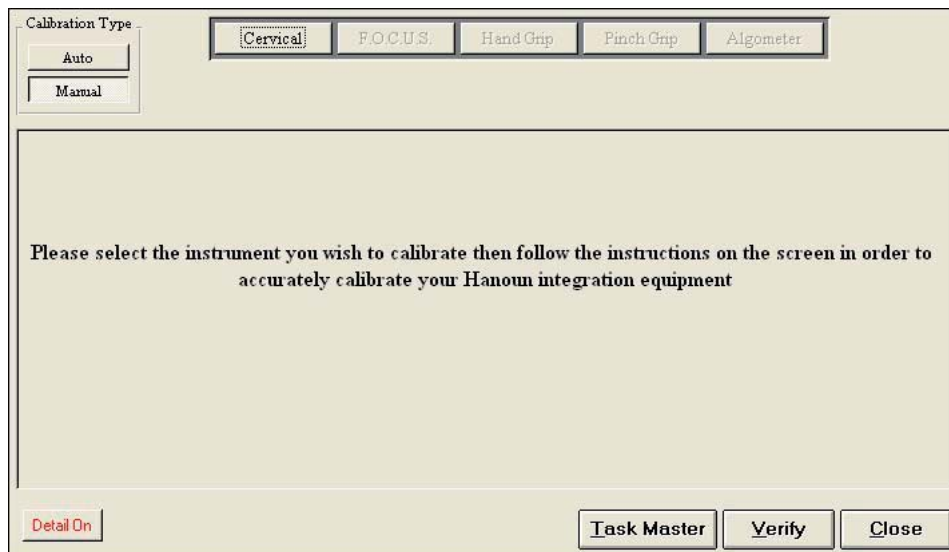 Calibration Type
Auto
Manual
Cervical F.O.C.U.S. Hand Grip Pinch Grip Algometer
Please select the instrument you wish to calibrate then follow the instructions on the screen in order to
accurately calibrate your Hanoun integration equipment
Detail On
Task Master Verify Close